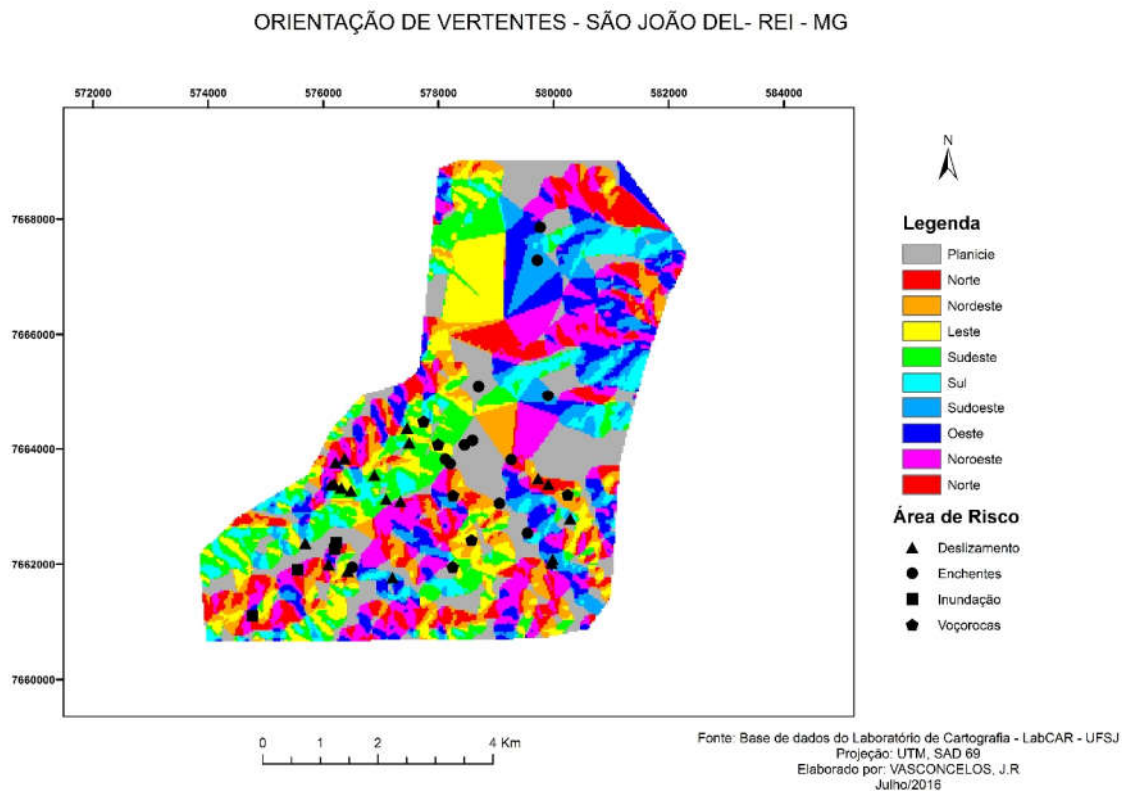 ORIENTAÇÃO DE VERTENTES - SÃO JOÃO DEL- REI - MG
572000 574000 576000 578000 580000 582000 584000
7668000
7666000
7664000
7662000
7660000
N
Legenda
Planicie
Norte
Nordeste
Leste
Sudeste
Sul
Sudoeste
Oeste
Noroeste
Norte
Área de Risco
Deslizamento
Enchentes
Inundação
Voçorocas
0 1 2 4 Km
Fonte: Base de dados do Laboratório de Cartografia - LabCAR - UFSJ
Projeção: UTM, SAD 69
Elaborado por: VASCONCELOS, J.R
Julho/2016